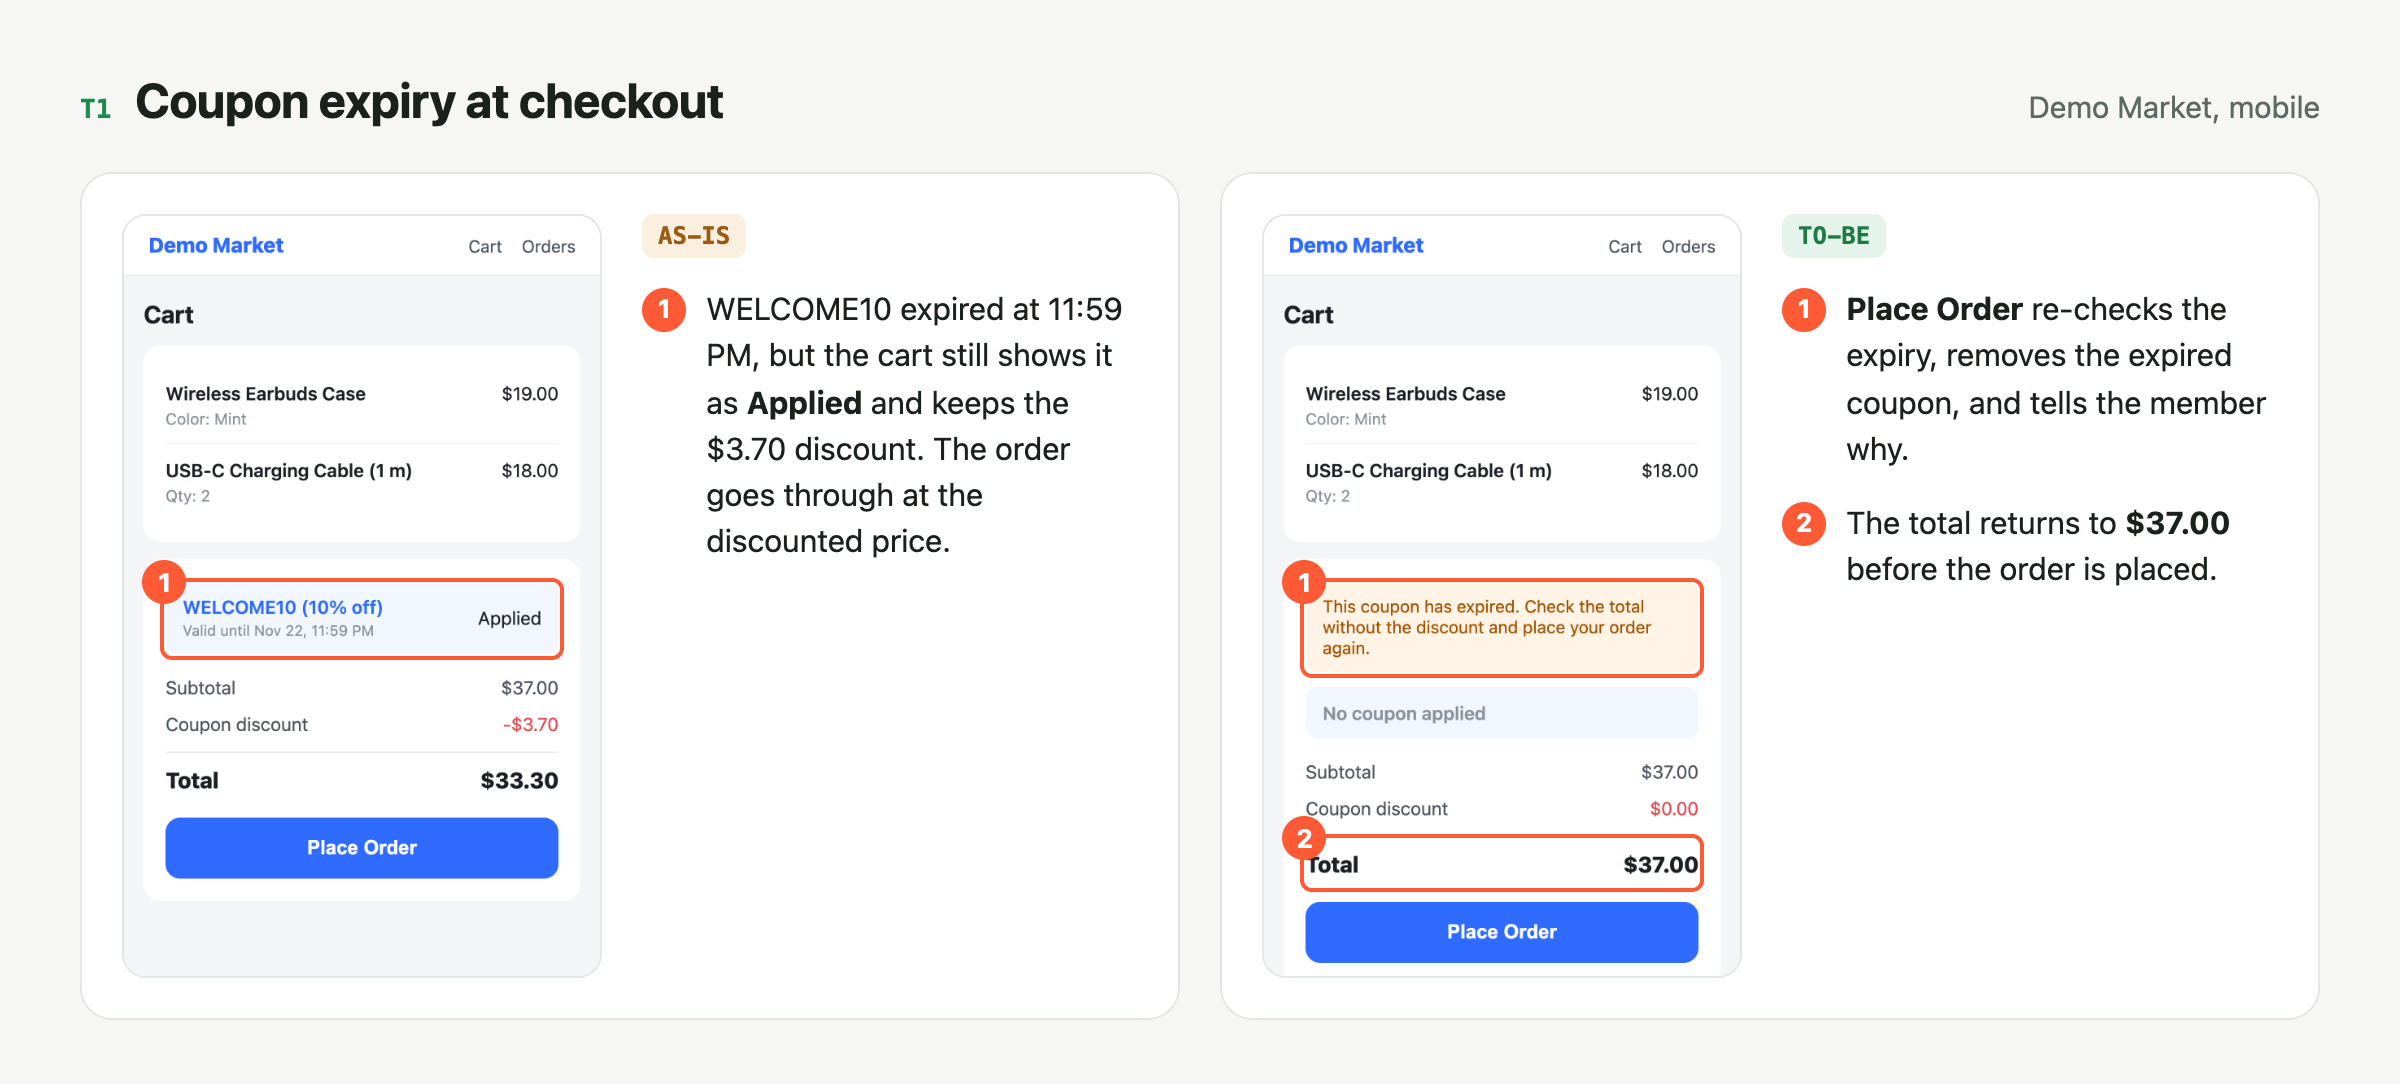 T1 Coupon expiry at checkout
Demo Market, mobile
Demo Market Cart Orders
Cart
Wireless Earbuds Case $19.00
Color: Mint
USB-C Charging Cable (1 m) $18.00
Qty: 2
1
WELCOME10 (10% off)
Valid until Nov 22, 11:59 PM
Applied
Subtotal $37.00
Coupon discount -$3.70
Total $33.30
Place Order
AS-IS
1 WELCOME10 expired at 11:59
PM, but the cart still shows it
as Applied and keeps the
$3.70 discount. The order
goes through at the
discounted price.
Demo Market Cart Orders
Cart
Wireless Earbuds Case $19.00
Color: Mint
USB-C Charging Cable (1 m) $18.00
Qty: 2
1
This coupon has expired. Check the total
without the discount and place your order
again.
No coupon applied
Subtotal $37.00
Coupon discount $0.00
2
Total $37.00
Place Order
TO-BE
1 Place Order re-checks the
expiry, removes the expired
coupon, and tells the member
why.
2 The total returns to $37.00
before the order is placed.